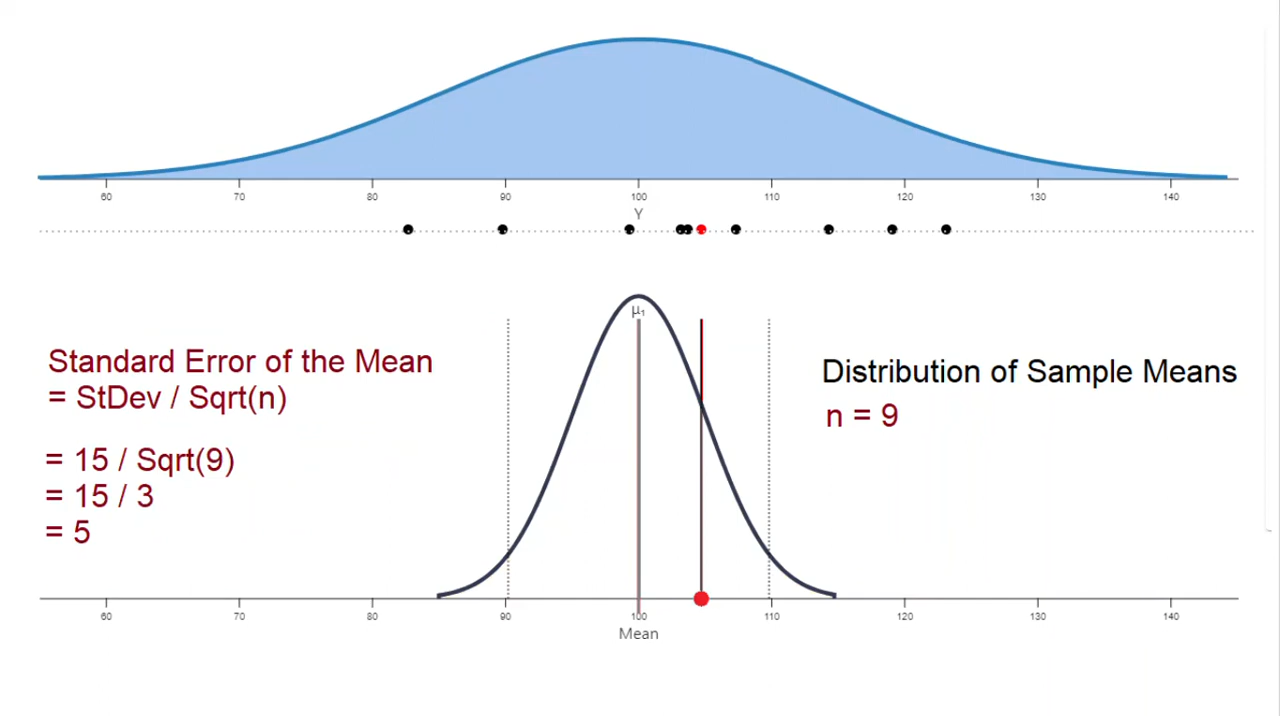 60 70 80 90 100 110 120 130 140
Y
μ₁
Standard Error of the Mean
= StDev / Sqrt(n)
= 15 / Sqrt(9)
= 15 / 3
= 5
Distribution of Sample Means
n = 9
60 70 80 90 100 110 120 130 140
Mean